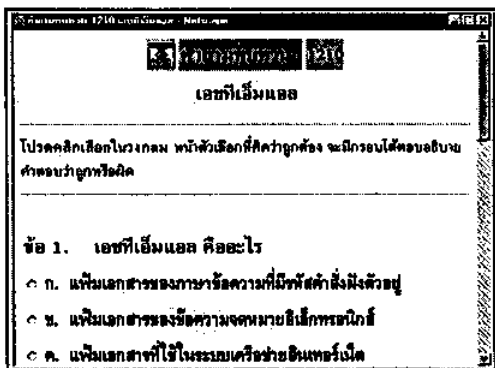 1210 - Netscape
1210
เอชทีเอ็มแอล
โปรดคลิกเลือกในวงกลม หน้าตัวเลือกที่คิดว่าถูกต้อง จะมีกรอบโต้ตอบอธิบาย
คำตอบว่าถูกหรือผิด
ข้อ 1. เอชทีเอ็มแอล คืออะไร
ก. แฟ้มเอกสารของภาษาข้อความที่มีรหัสคำสั่งฝังตัวอยู่
ข. แฟ้มเอกสารของข้อความจดหมายอิเล็กทรอนิกส์
ค. แฟ้มเอกสารที่ใช้ในระบบเครือข่ายอินเทอร์เน็ต